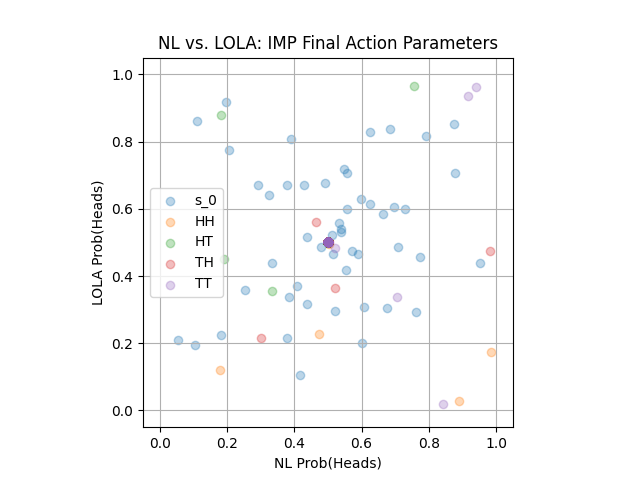 NL vs. LOLA: IMP Final Action Parameters
1.0
0.8
0.6
0.4
0.2
0.0
LOLA Prob(Heads)
s_0
HH
HT
TH
TT
0.0 0.2 0.4 0.6 0.8 1.0
NL Prob(Heads)